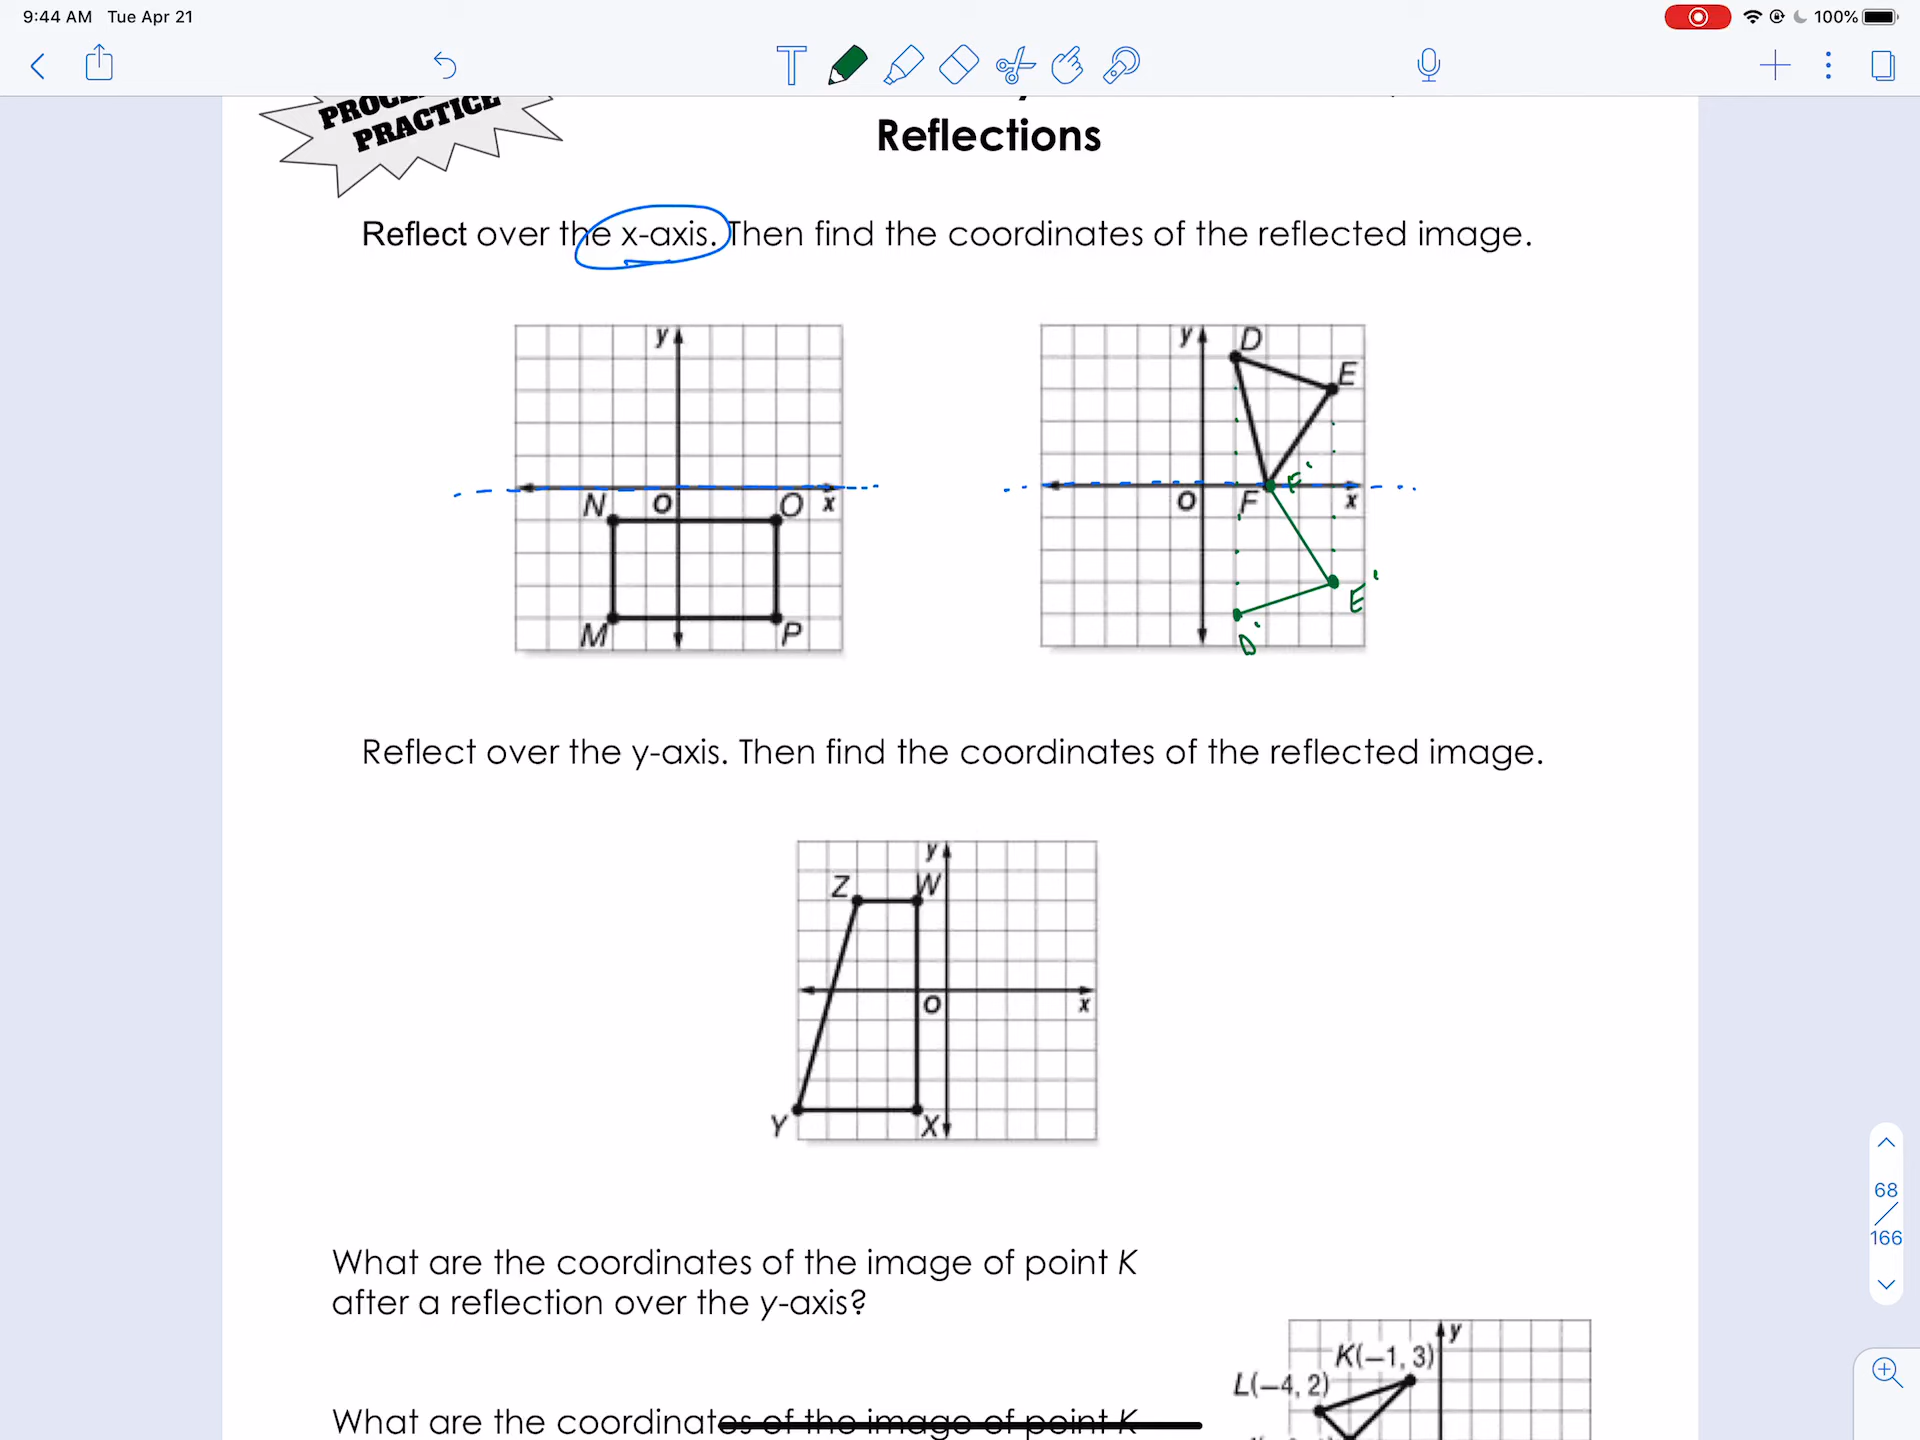 9:44 AM Tue Apr 21
100%
PRACTICE
Reflections
Reflect over the x-axis. Then find the coordinates of the reflected image.
y
N O O x
M P
y D
E
F'
O F x
E'
D'
Reflect over the y-axis. Then find the coordinates of the reflected image.
y
Z W
O x
Y X
What are the coordinates of the image of point K
after a reflection over the y-axis?
y
K(−1, 3)
L(−4, 2)
What are the coordinates of the image of point K
68
166